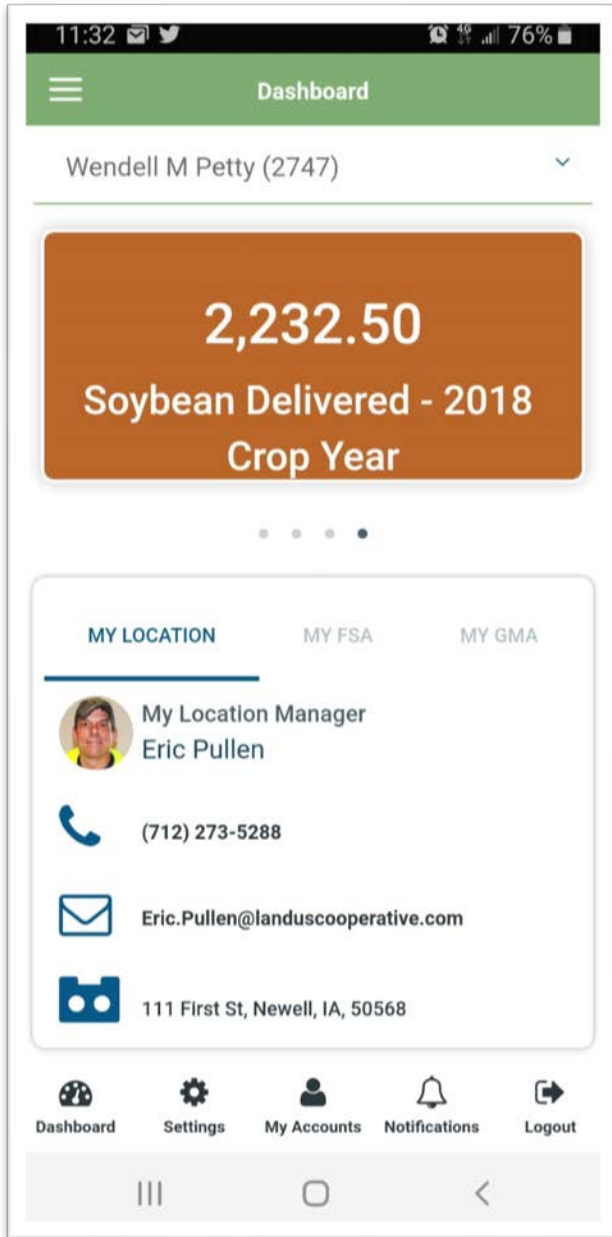 11:32 4G 76%
Dashboard
Wendell M Petty (2747)
2,232.50
Soybean Delivered - 2018
Crop Year
MY LOCATION MY FSA MY GMA
My Location Manager
Eric Pullen
(712) 273-5288
Eric.Pullen@landuscooperative.com
111 First St, Newell, IA, 50568
Dashboard Settings My Accounts Notifications Logout